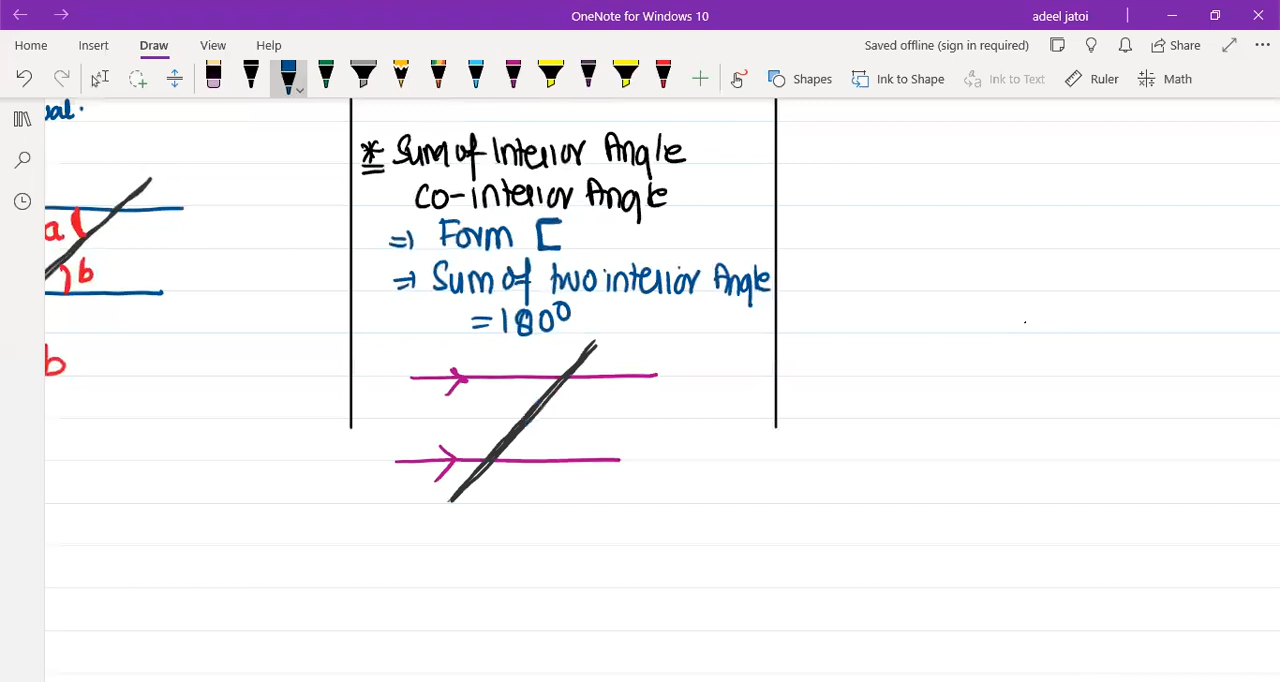 OneNote for Windows 10
adeel jatoi
Home Insert Draw View Help
Saved offline (sign in required) Share
Shapes Ink to Shape Ink to Text Ruler Math
* Sum of Interior Angle
co-interior Angle
⇒ Form [
⇒ Sum of two interior Angle
= 180°
a
b
b